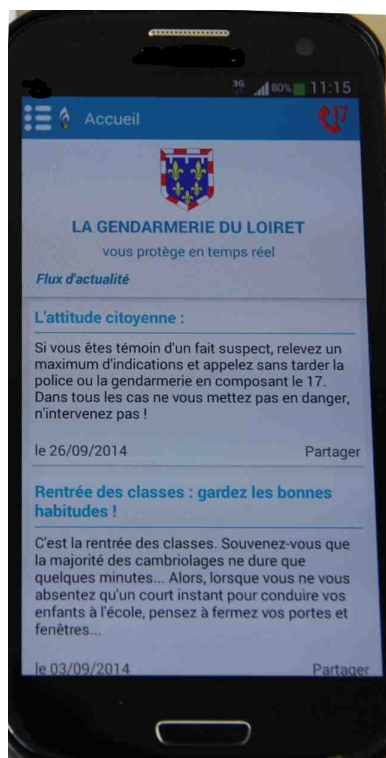 3G 80% 11:15
Accueil 17
LA GENDARMERIE DU LOIRET
vous protège en temps réel
Flux d'actualité
L'attitude citoyenne :
Si vous êtes témoin d'un fait suspect, relevez un
maximum d'indications et appelez sans tarder la
police ou la gendarmerie en composant le 17.
Dans tous les cas ne vous mettez pas en danger,
n'intervenez pas !
le 26/09/2014 Partager
Rentrée des classes : gardez les bonnes
habitudes !
C'est la rentrée des classes. Souvenez-vous que
la majorité des cambriolages ne dure que
quelques minutes... Alors, lorsque vous ne vous
absentez qu'un court instant pour conduire vos
enfants à l'école, pensez à fermez vos portes et
fenêtres...
le 03/09/2014 Partager